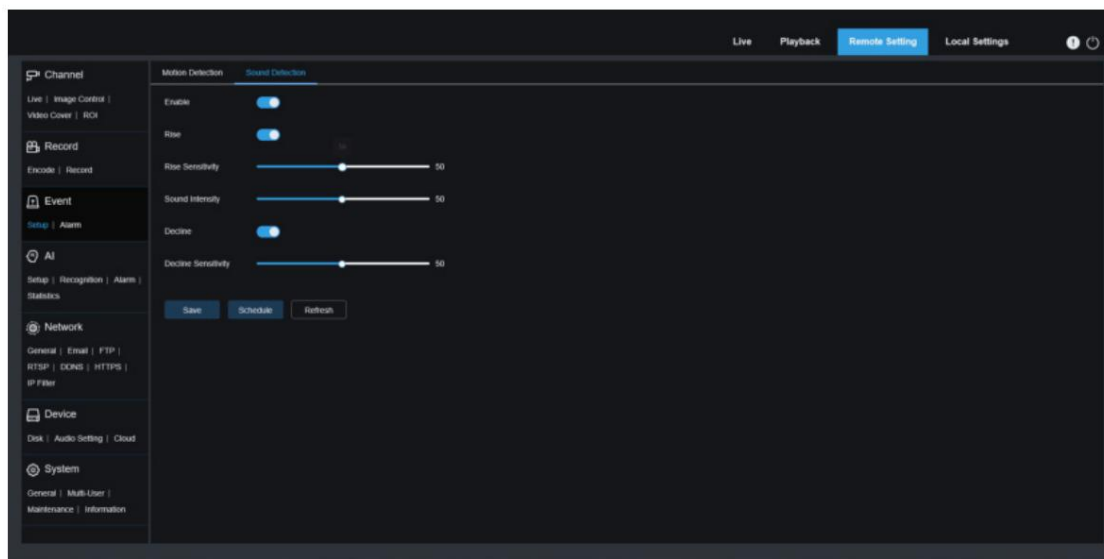 Live Playback Remote Setting Local Settings
Channel
Live | Image Control |
Video Cover | ROI
Record
Encode | Record
Event
Setup | Alarm
AI
Setup | Recognition | Alarm |
Statistics
Network
General | Email | FTP |
RTSP | DDNS | HTTPS |
IP Filter
Device
Disk | Audio Setting | Cloud
System
General | Multi-User |
Maintenance | Information
Motion Detection Sound Detection
Enable
Rise
Rise Sensitivity 50
Sound Intensity 50
Decline
Decline Sensitivity 50
Save Schedule Refresh